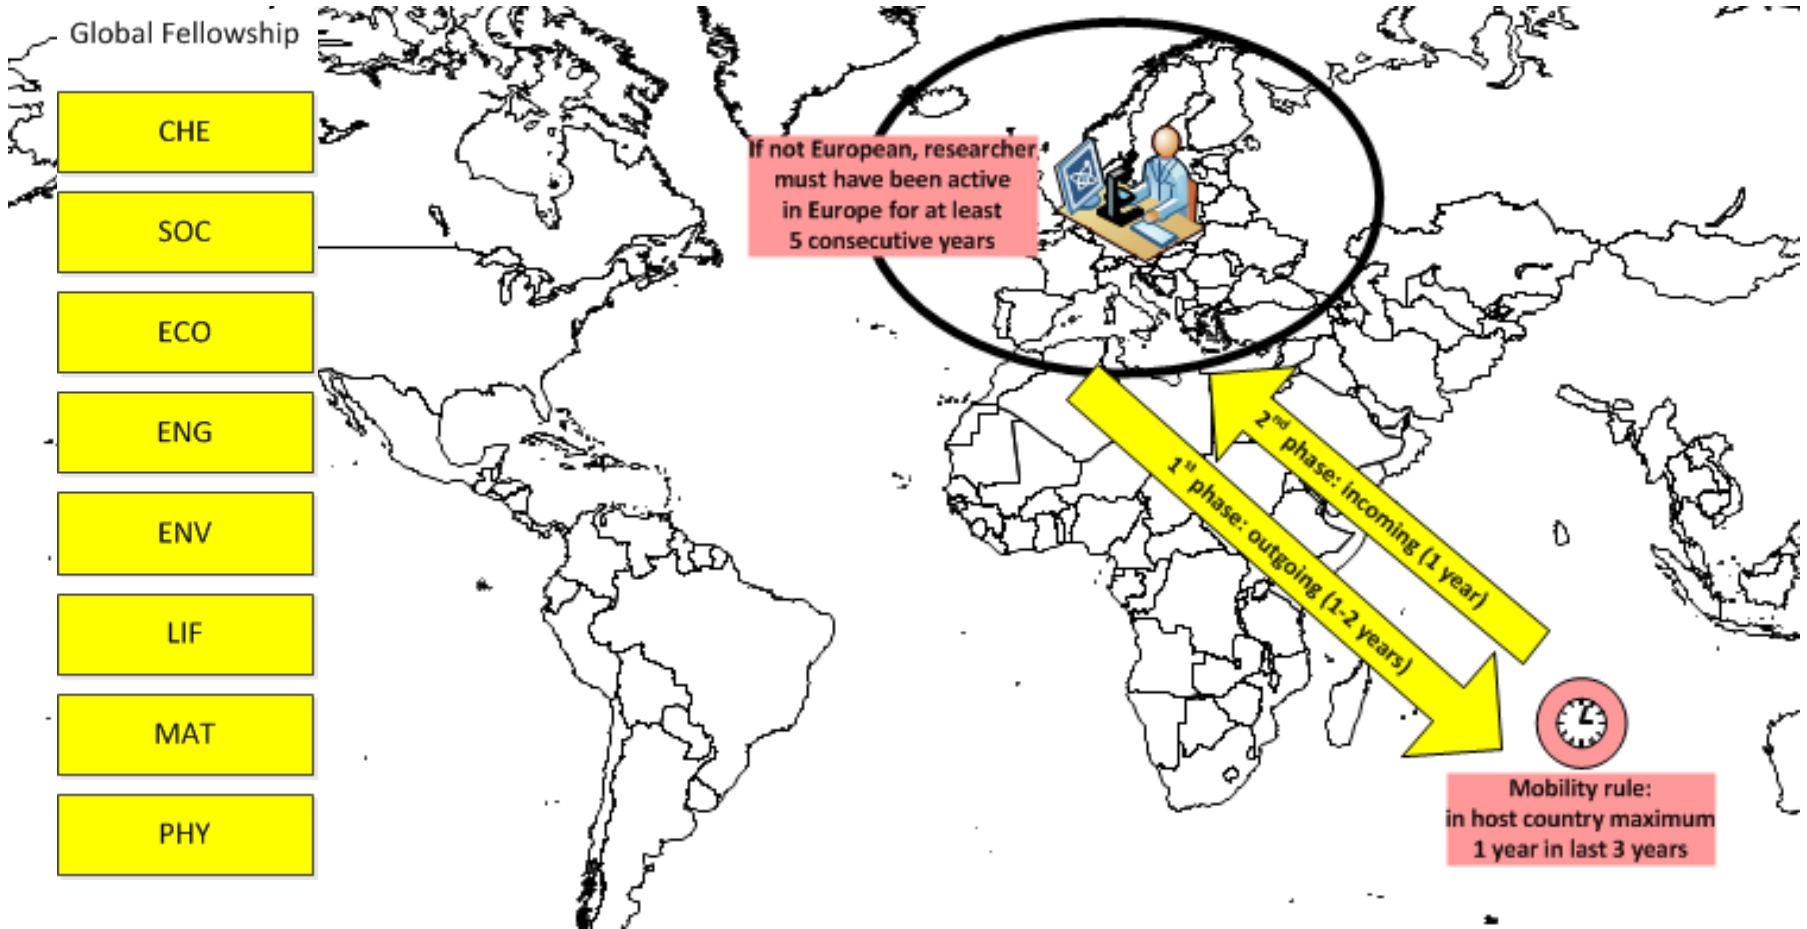 Global Fellowship
CHE
SOC
ECO
ENG
ENV
LIF
MAT
PHY
If not European, researcher
must have been active
in Europe for at least
5 consecutive years
2nd phase: incoming (1 year)
1st phase: outgoing (1-2 years)
Mobility rule:
in host country maximum
1 year in last 3 years